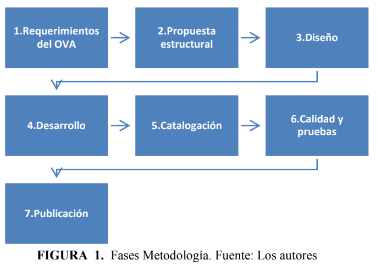 1.Requerimientos
del OVA
2.Propuesta
estructural
3.Diseño
4.Desarrollo
5.Catalogación
6.Calidad y
pruebas
7.Publicación
FIGURA 1. Fases Metodología. Fuente: Los autores